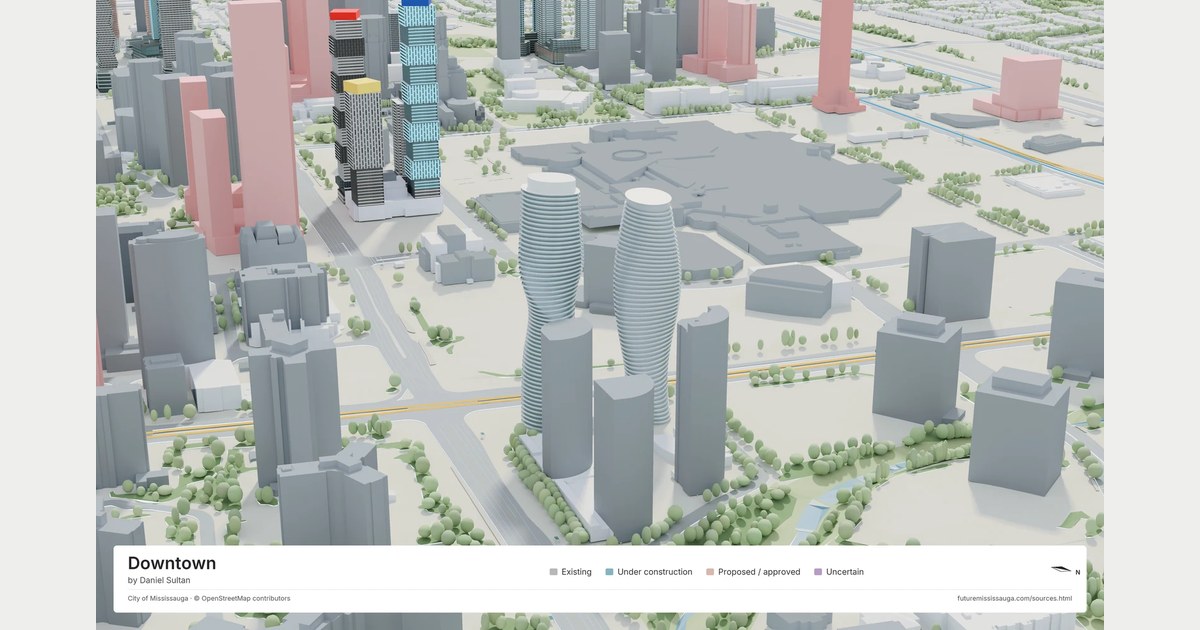 Downtown
by Daniel Sultan
Existing
Under construction
Proposed / approved
Uncertain
N
City of Mississauga · © OpenStreetMap contributors
futuremississauga.com/sources.html